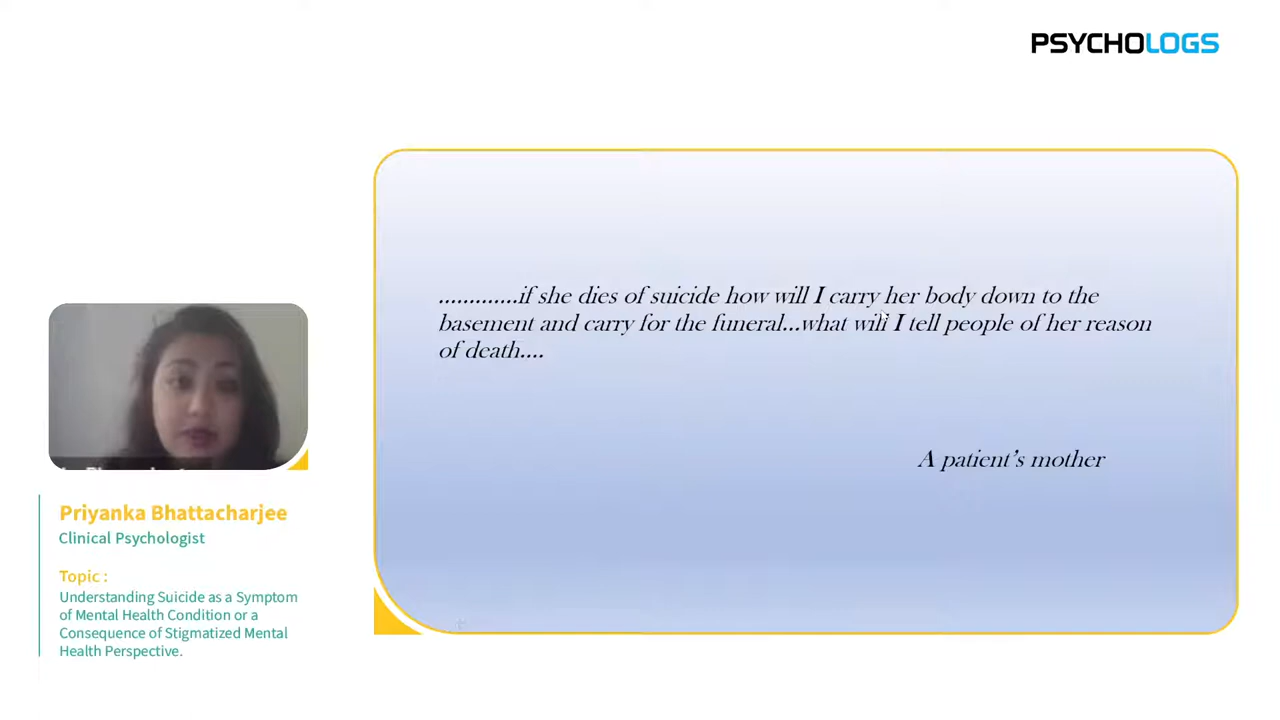 PSYCHOLOGS
.............if she dies of suicide how will I carry her body down to the
basement and carry for the funeral...what will I tell people of her reason
of death....
A patient's mother
Priyanka Bhattacharjee
Clinical Psychologist
Topic :
Understanding Suicide as a Symptom
of Mental Health Condition or a
Consequence of Stigmatized Mental
Health Perspective.